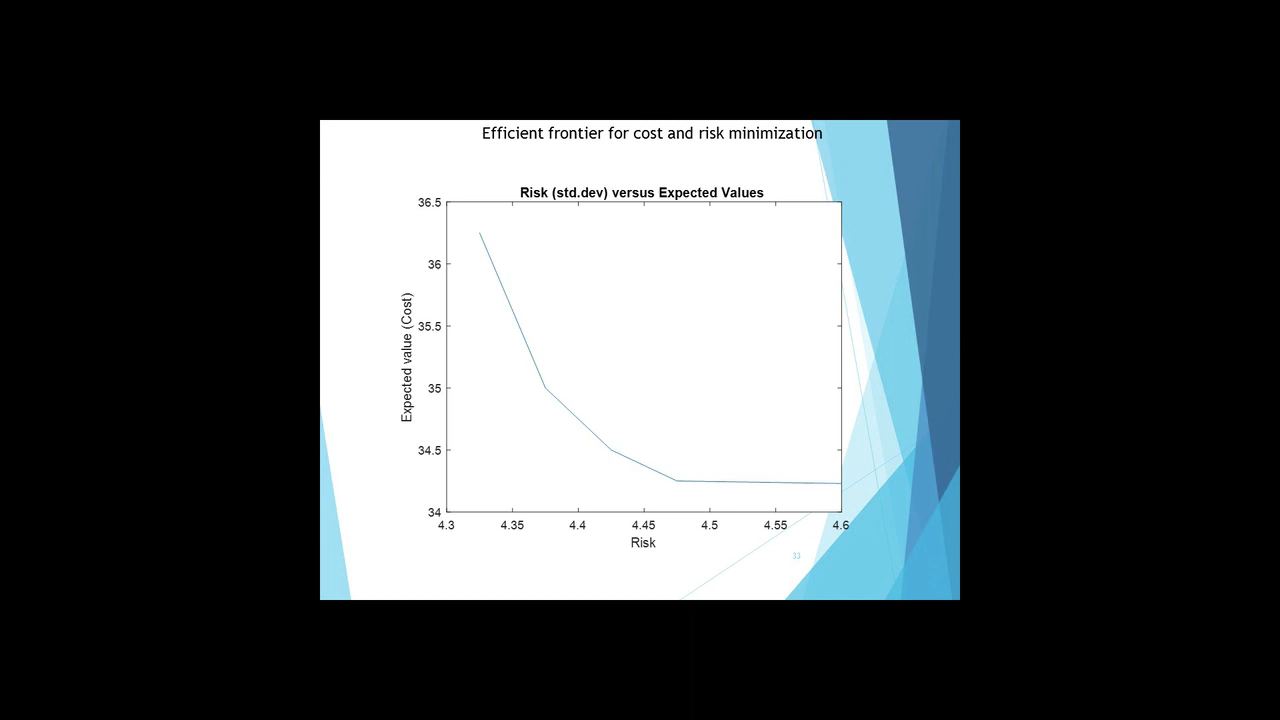 Efficient frontier for cost and risk minimization
Risk (std.dev) versus Expected Values
36.5
36
35.5
35
34.5
34
Expected value (Cost)
4.3 4.35 4.4 4.45 4.5 4.55 4.6
Risk
33